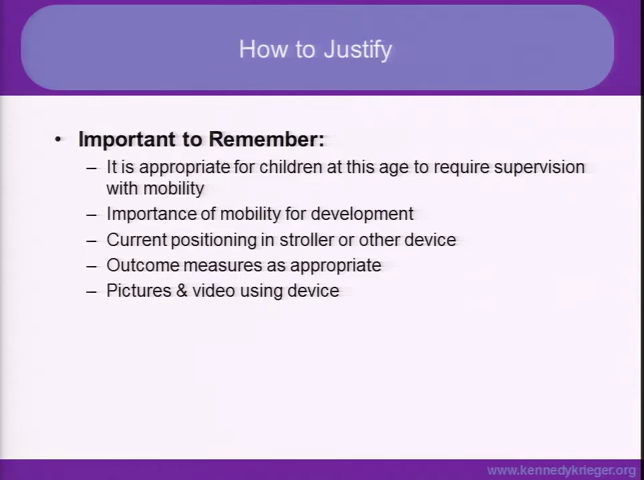 How to Justify
• Important to Remember:
– It is appropriate for children at this age to require supervision
with mobility
– Importance of mobility for development
– Current positioning in stroller or other device
– Outcome measures as appropriate
– Pictures & video using device
www.kennedykrieger.org